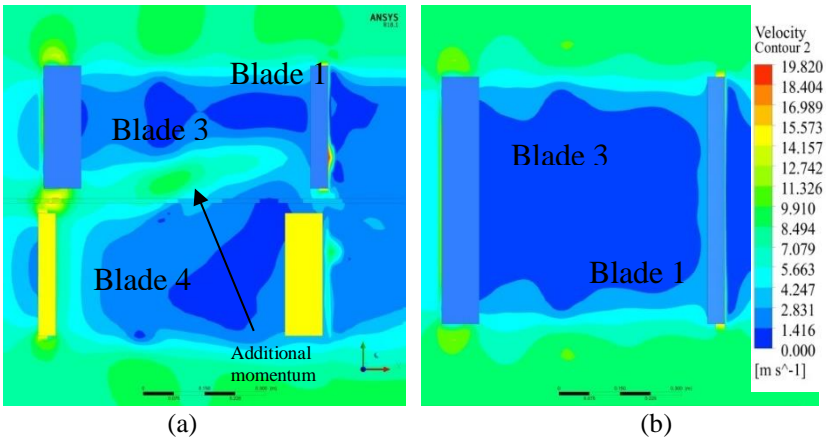 ANSYS
R18.2
Blade 1
Blade 3
Blade 4
Additional
momentum
(a)
Blade 3
Blade 1
(b)
Velocity
Contour 2
19.820
18.404
16.989
15.573
14.157
12.742
11.326
9.910
8.494
7.079
5.663
4.247
2.831
1.416
0.000
[m s^-1]